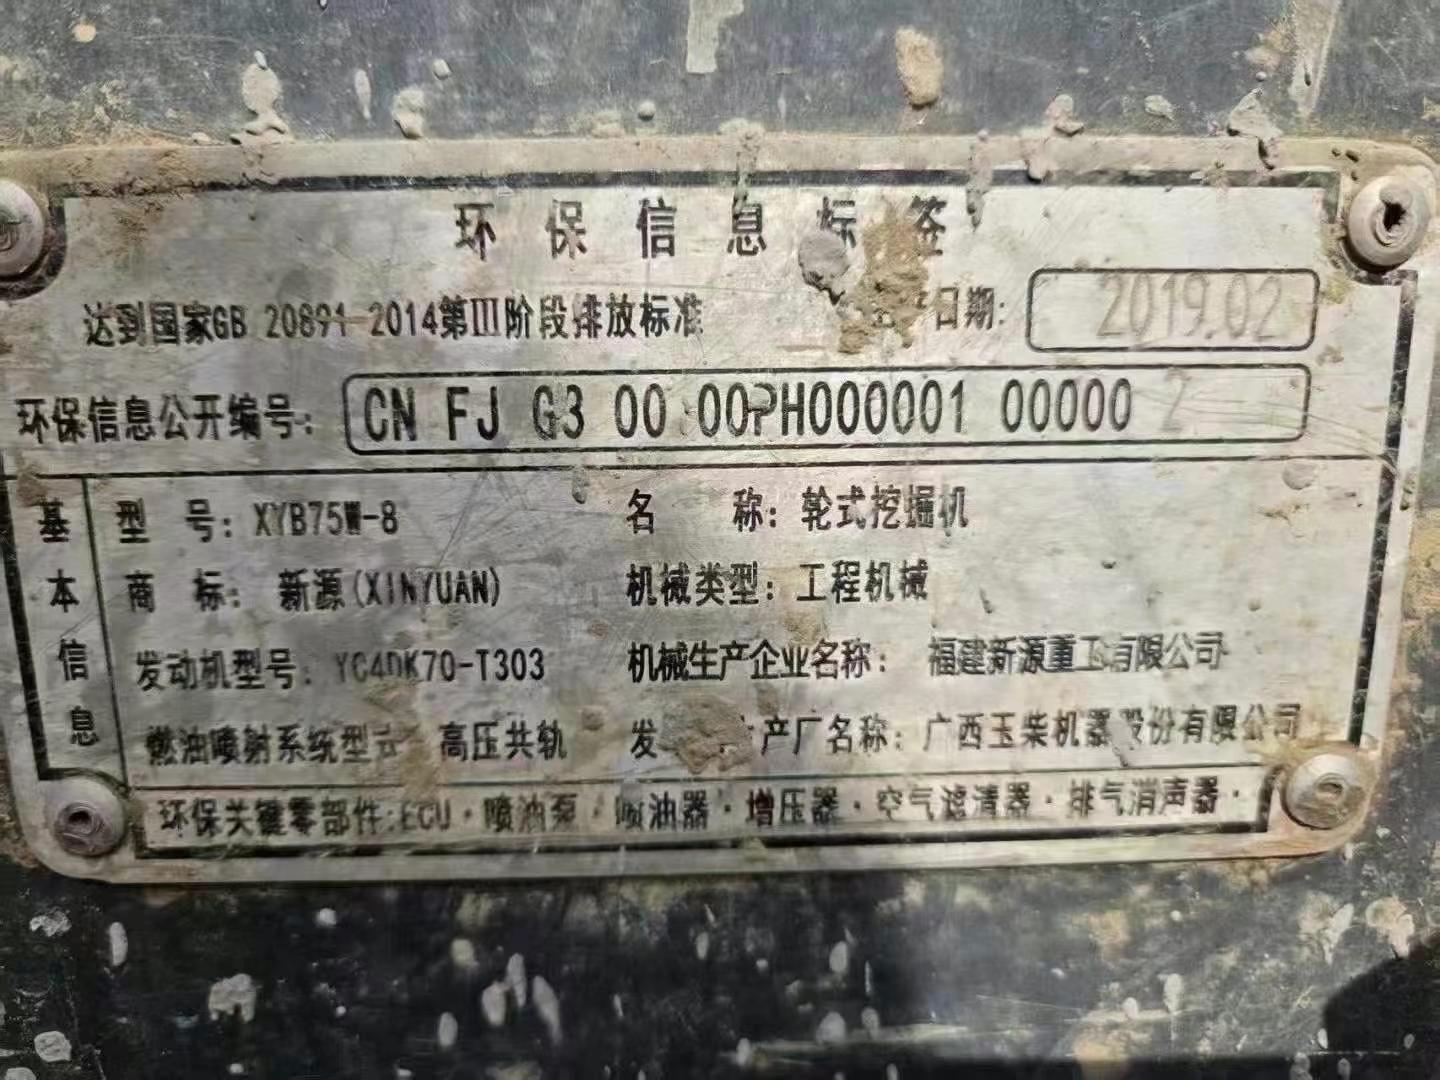 环保信息标签
达到国家GB 20891-2014第III阶段排放标准 日期: 2019.02
环保信息公开编号: CN FJ G3 00 00 00PH000001 00000 2
基本信息
型 号: XYB75W-8 名 称: 轮式挖掘机
商 标: 新源(XINYUAN) 机械类型: 工程机械
发动机型号: YC4DK70-T303 机械生产企业名称: 福建新源重工有限公司
燃油喷射系统型式 高压共轨 发 产厂名称: 广西玉柴机器股份有限公司
环保关键零部件:ECU·喷油泵·喷油器·增压器·空气滤清器·排气消声器·